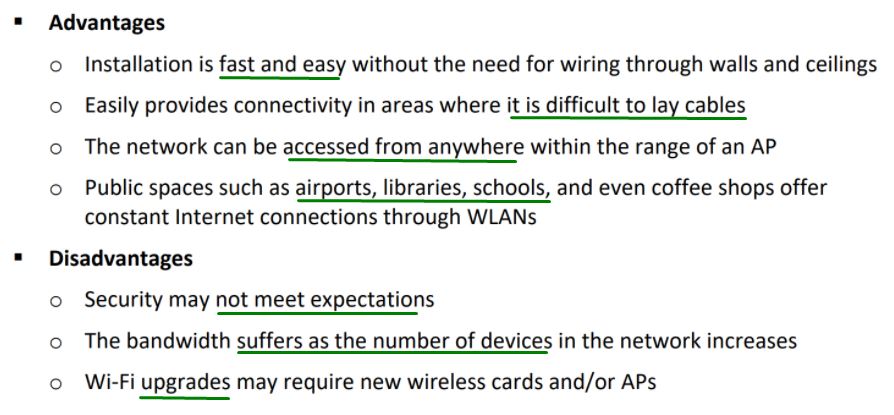 ▪ Advantages
o Installation is fast and easy without the need for wiring through walls and ceilings
o Easily provides connectivity in areas where it is difficult to lay cables
o The network can be accessed from anywhere within the range of an AP
o Public spaces such as airports, libraries, schools, and even coffee shops offer
constant Internet connections through WLANs
▪ Disadvantages
o Security may not meet expectations
o The bandwidth suffers as the number of devices in the network increases
o Wi-Fi upgrades may require new wireless cards and/or APs